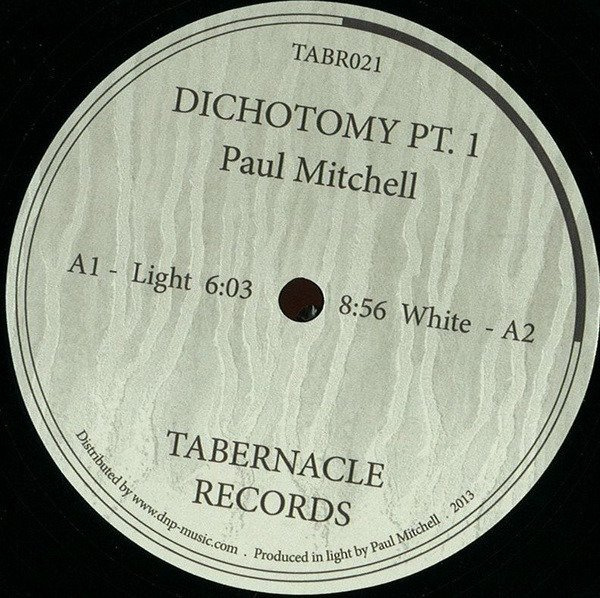 TABR021
DICHOTOMY PT. 1
Paul Mitchell
A1 - Light 6:03
8:56 White - A2
TABERNACLE
RECORDS
Distributed by www.dnp-music.com . Produced in light by Paul Mitchell . 2013